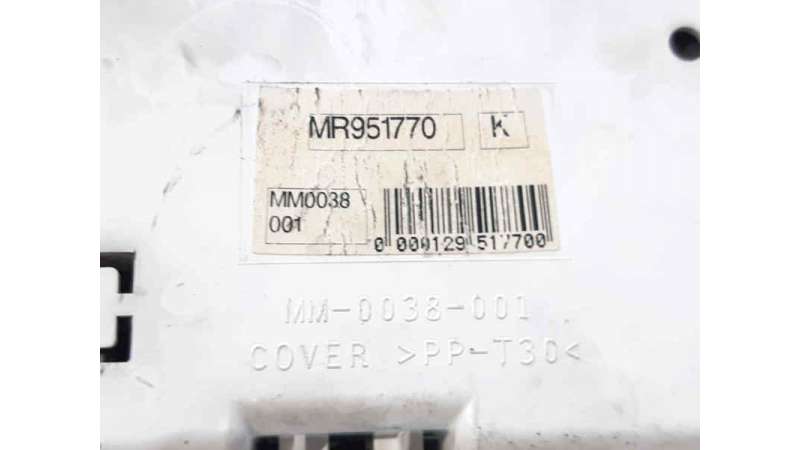 MR951770 K
MM0038
001
0 000129 517700
MM-0038-001
COVER >PP-T30<